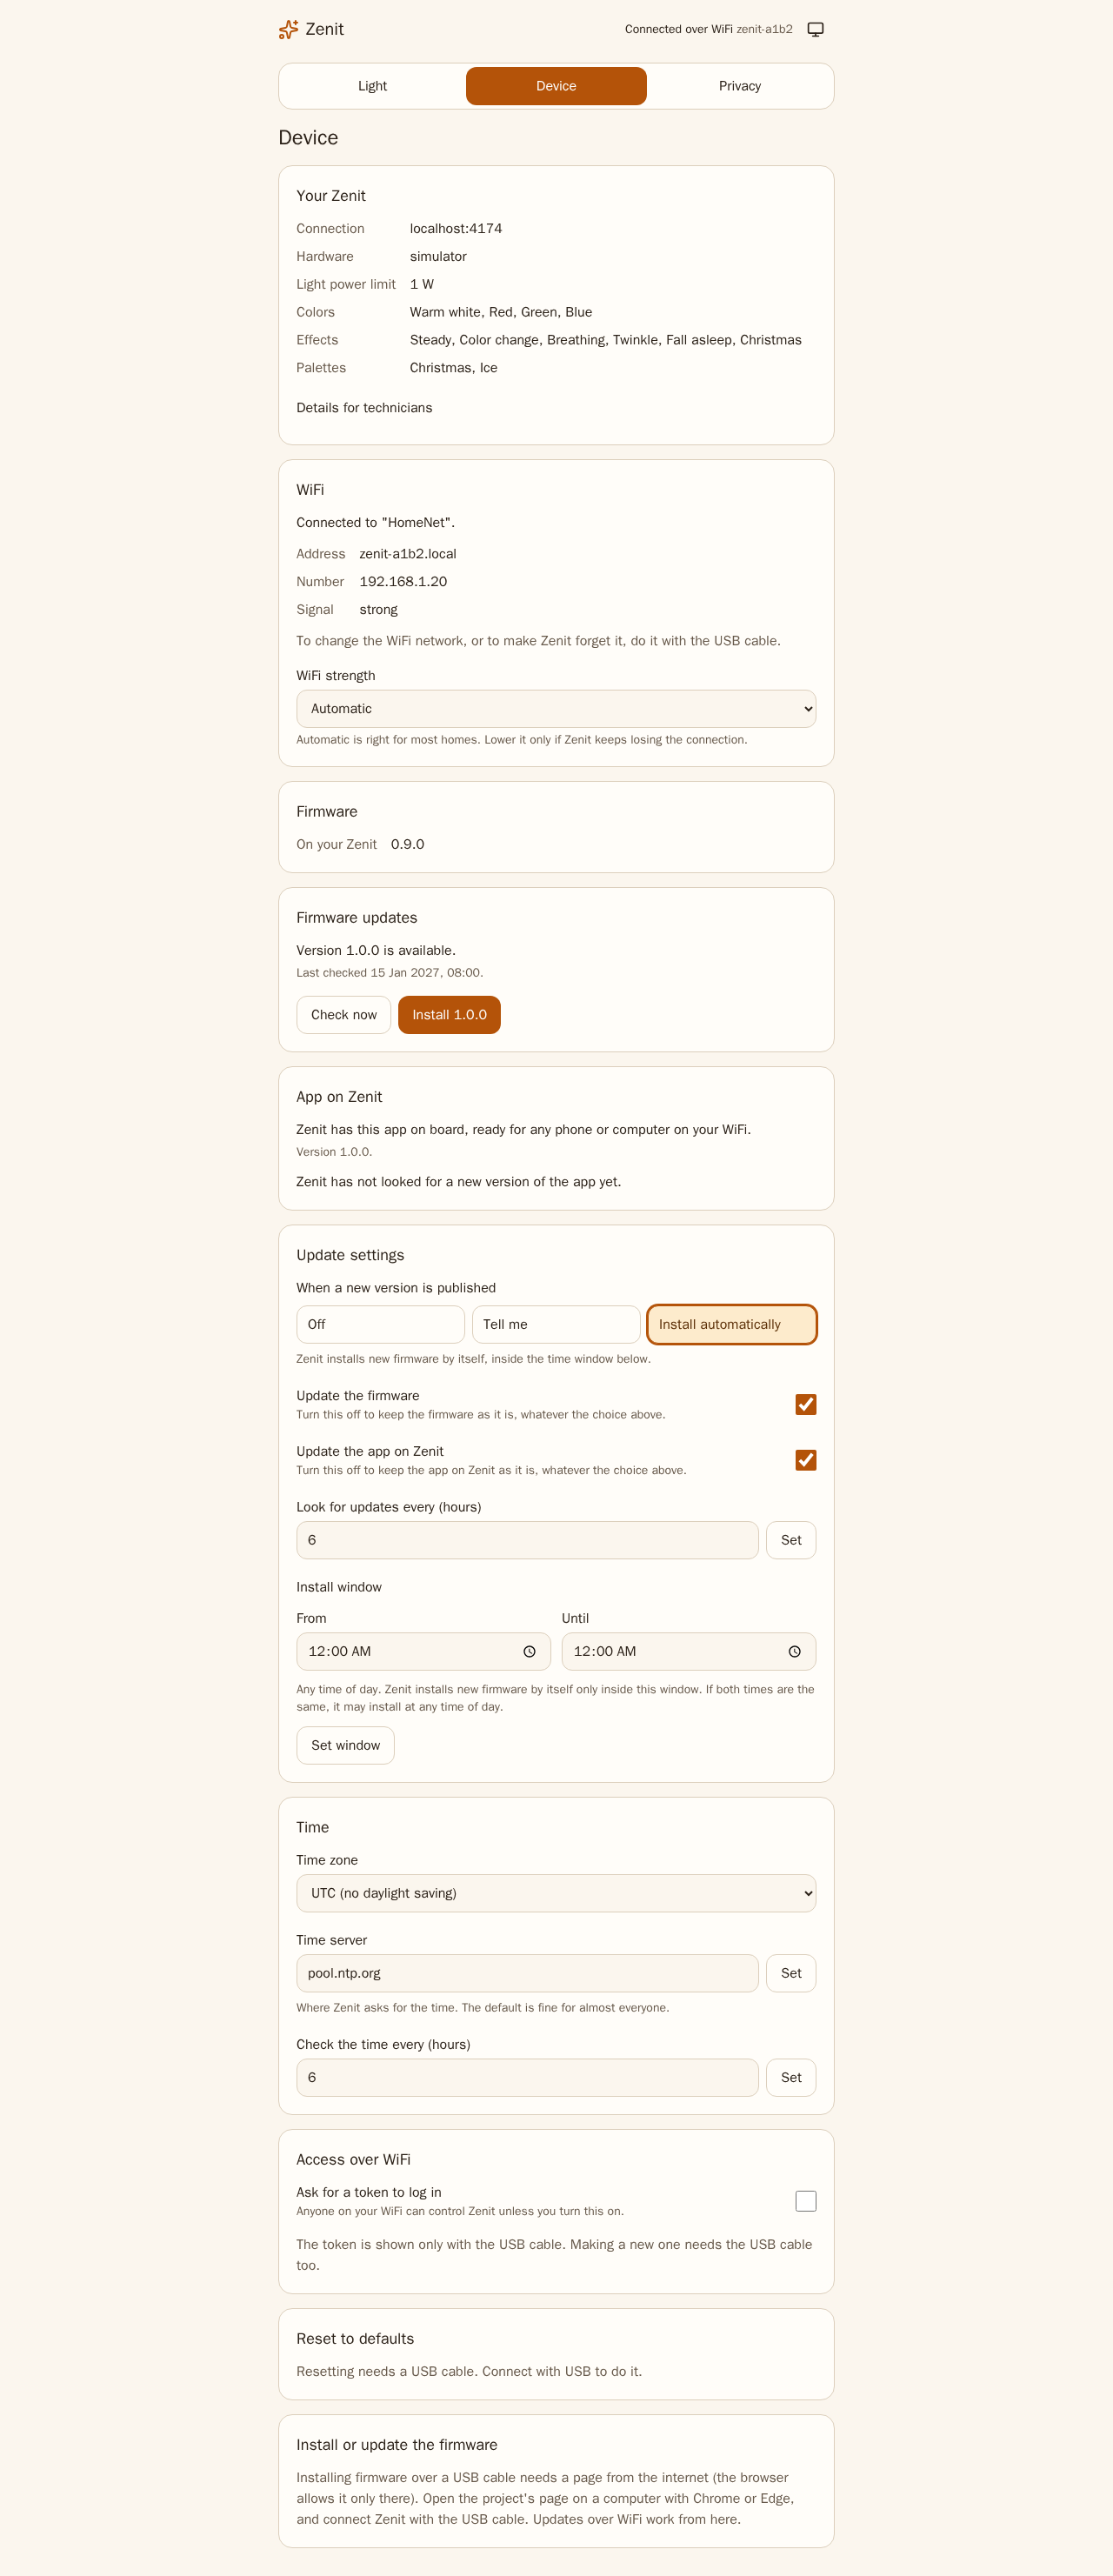 Zenit
Connected over WiFi zenit-a1b2
Light
Device
Privacy
Device
Your Zenit
Connection localhost:4174
Hardware simulator
Light power limit 1 W
Colors Warm white, Red, Green, Blue
Effects Steady, Color change, Breathing, Twinkle, Fall asleep, Christmas
Palettes Christmas, Ice
Details for technicians
WiFi
Connected to "HomeNet".
Address zenit-a1b2.local
Number 192.168.1.20
Signal strong
To change the WiFi network, or to make Zenit forget it, do it with the USB cable.
WiFi strength
Automatic
Automatic is right for most homes. Lower it only if Zenit keeps losing the connection.
Firmware
On your Zenit 0.9.0
Firmware updates
Version 1.0.0 is available.
Last checked 15 Jan 2027, 08:00.
Check now
Install 1.0.0
App on Zenit
Zenit has this app on board, ready for any phone or computer on your WiFi.
Version 1.0.0.
Zenit has not looked for a new version of the app yet.
Update settings
When a new version is published
Off
Tell me
Install automatically
Zenit installs new firmware by itself, inside the time window below.
Update the firmware
Turn this off to keep the firmware as it is, whatever the choice above.
Update the app on Zenit
Turn this off to keep the app on Zenit as it is, whatever the choice above.
Look for updates every (hours)
6
Set
Install window
From
Until
12:00 AM
12:00 AM
Any time of day. Zenit installs new firmware by itself only inside this window. If both times are the
same, it may install at any time of day.
Set window
Time
Time zone
UTC (no daylight saving)
Time server
pool.ntp.org
Set
Where Zenit asks for the time. The default is fine for almost everyone.
Check the time every (hours)
6
Set
Access over WiFi
Ask for a token to log in
Anyone on your WiFi can control Zenit unless you turn this on.
The token is shown only with the USB cable. Making a new one needs the USB cable
too.
Reset to defaults
Resetting needs a USB cable. Connect with USB to do it.
Install or update the firmware
Installing firmware over a USB cable needs a page from the internet (the browser
allows it only there). Open the project's page on a computer with Chrome or Edge,
and connect Zenit with the USB cable. Updates over WiFi work from here.